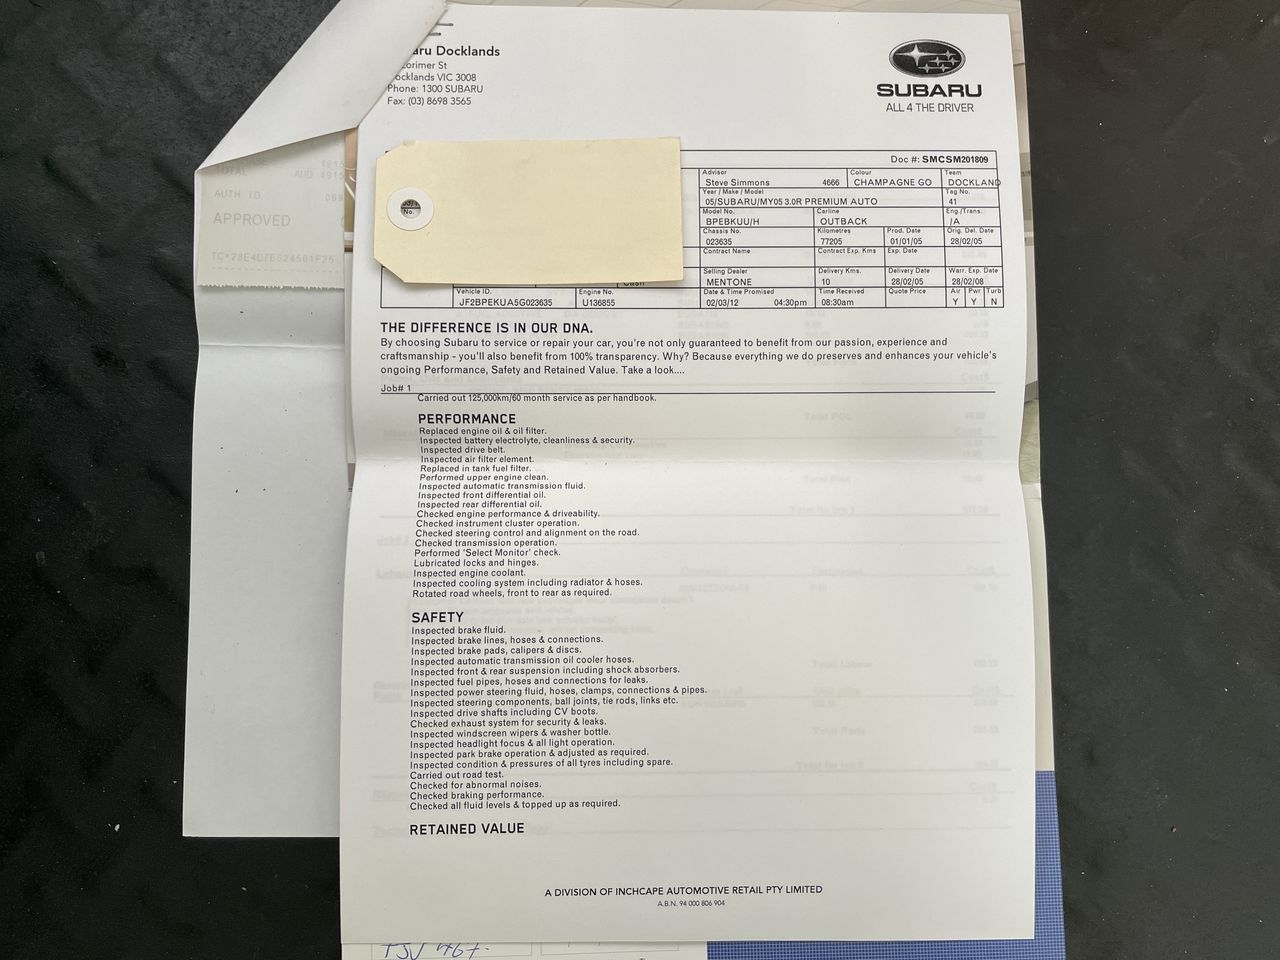 aru Docklands
orimer St
ocklands VIC 3008
Phone: 1300 SUBARU
Fax: (03) 8698 3565
SUBARU
ALL 4 THE DRIVER
TOTAL AUD
AUTH ID
APPROVED
No.
Doc #: SMCSM201809
Advisor Colour Team
Steve Simmons 4666 CHAMPAGNE GO DOCKLAND
Year / Make / Model Tag No.
05/SUBARU/MY05 3.0R PREMIUM AUTO 41
Model No. Carline Eng./Trans.
BPEBKUU/H OUTBACK /A
Chassis No. Kilometres Prod. Date Orig. Del. Date
023635 77205 01/01/05 28/02/05
Contract Name Contract Exp. Kms Exp. Date
Selling Dealer Delivery Kms. Delivery Date Warr. Exp. Date
MENTONE 10 28/02/05 28/02/08
Vehicle ID. Engine No. Date & Time Promised Time Received Quote Price Air Pwr. Turb
JF2BPEKUA5G023635 U136855 02/03/12 04:30pm 08:30am Y Y N
THE DIFFERENCE IS IN OUR DNA.
By choosing Subaru to service or repair your car, you're not only guaranteed to benefit from our passion, experience and
craftsmanship - you'll also benefit from 100% transparency. Why? Because everything we do preserves and enhances your vehicle's
ongoing Performance, Safety and Retained Value. Take a look....
Job# 1
Carried out 125,000km/60 month service as per handbook.
PERFORMANCE
Replaced engine oil & oil filter.
Inspected battery electrolyte, cleanliness & security.
Inspected drive belt.
Inspected air filter element.
Replaced in tank fuel filter.
Performed upper engine clean.
Inspected automatic transmission fluid.
Inspected front differential oil.
Inspected rear differential oil.
Checked engine performance & driveability.
Checked instrument cluster operation.
Checked steering control and alignment on the road.
Checked transmission operation.
Performed 'Select Monitor' check.
Lubricated locks and hinges.
Inspected engine coolant.
Inspected cooling system including radiator & hoses.
Rotated road wheels, front to rear as required.
SAFETY
Inspected brake fluid.
Inspected brake lines, hoses & connections.
Inspected brake pads, calipers & discs.
Inspected automatic transmission oil cooler hoses.
Inspected front & rear suspension including shock absorbers.
Inspected fuel pipes, hoses and connections for leaks.
Inspected power steering fluid, hoses, clamps, connections & pipes.
Inspected steering components, ball joints, tie rods, links etc.
Inspected drive shafts including CV boots.
Checked exhaust system for security & leaks.
Inspected windscreen wipers & washer bottle.
Inspected headlight focus & all light operation.
Inspected park brake operation & adjusted as required.
Inspected condition & pressures of all tyres including spare.
Carried out road test.
Checked for abnormal noises.
Checked braking performance.
Checked all fluid levels & topped up as required.
RETAINED VALUE
A DIVISION OF INCHCAPE AUTOMOTIVE RETAIL PTY LIMITED
A.B.N. 94 000 806 904